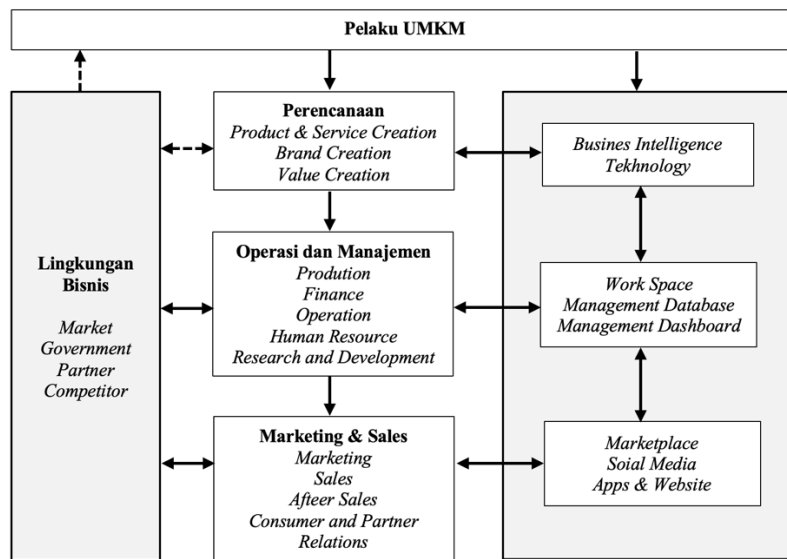 Pelaku UMKM
Perencanaan
Product & Service Creation
Brand Creation
Value Creation
Busines Intelligence
Tekhnology
Lingkungan
Bisnis
Market
Government
Partner
Competitor
Operasi dan Manajemen
Prodution
Finance
Operation
Human Resource
Research and Development
Work Space
Management Database
Management Dashboard
Marketing & Sales
Marketing
Sales
Afteer Sales
Consumer and Partner
Relations
Marketplace
Soial Media
Apps & Website